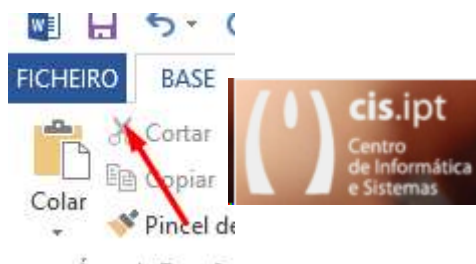 FICHEIRO BASE
Cortar
Copiar
Colar
Pincel de
cis.ipt
Centro
de Informática
e Sistemas